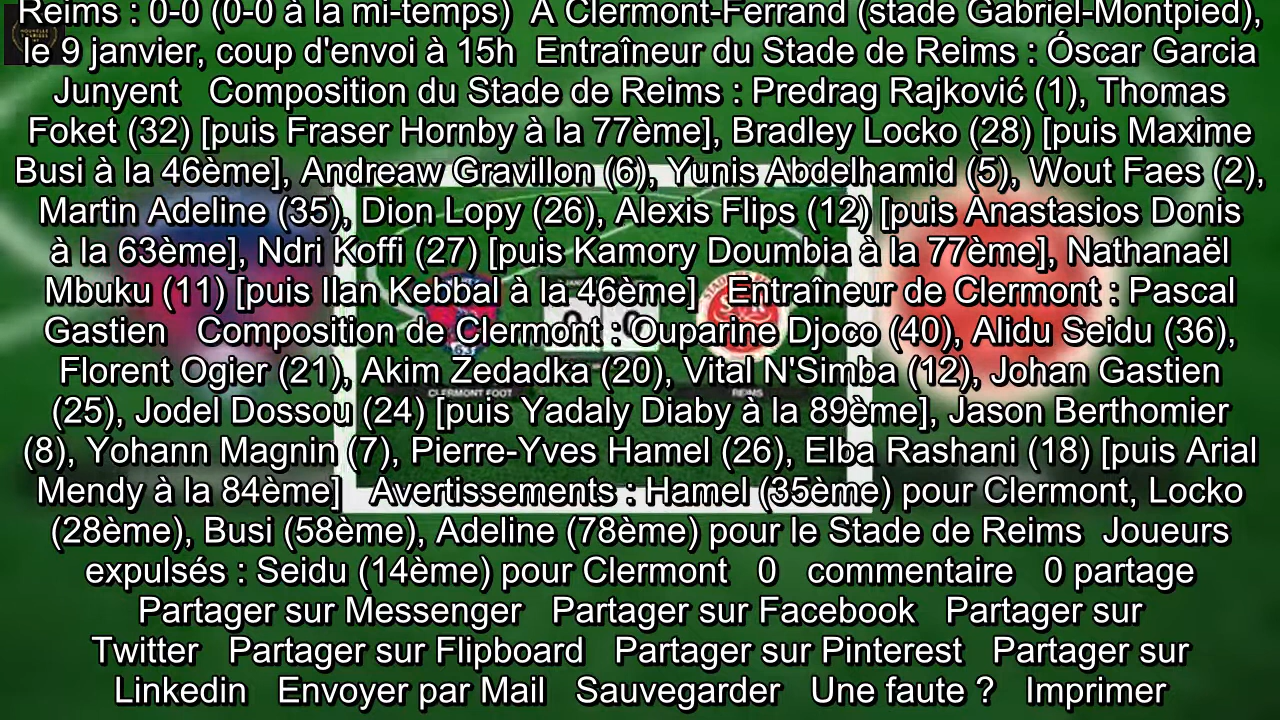 Reims : 0-0 (0-0 à la mi-temps) À Clermont-Ferrand (stade Gabriel-Montpied),
le 9 janvier, coup d'envoi à 15h Entraîneur du Stade de Reims : Óscar Garcia
Junyent Composition du Stade de Reims : Predrag Rajković (1), Thomas
Foket (32) [puis Fraser Hornby à la 77ème], Bradley Locko (28) [puis Maxime
Busi à la 46ème], Andreaw Gravillon (6), Yunis Abdelhamid (5), Wout Faes (2),
Martin Adeline (35), Dion Lopy (26), Alexis Flips (12) [puis Anastasios Donis
à la 63ème], Ndri Koffi (27) [puis Kamory Doumbia à la 77ème], Nathanaël
Mbuku (11) [puis Ilan Kebbal à la 46ème] Entraîneur de Clermont : Pascal
Gastien Composition de Clermont : Ouparine Djoco (40), Alidu Seidu (36),
Florent Ogier (21), Akim Zedadka (20), Vital N'Simba (12), Johan Gastien
CLERMONT FOOT REIMS
(25), Jodel Dossou (24) [puis Yadaly Diaby à la 89ème], Jason Berthomier
(8), Yohann Magnin (7), Pierre-Yves Hamel (26), Elba Rashani (18) [puis Arial
Mendy à la 84ème] Avertissements : Hamel (35ème) pour Clermont, Locko
(28ème), Busi (58ème), Adeline (78ème) pour le Stade de Reims Joueurs
expulsés : Seidu (14ème) pour Clermont 0 commentaire 0 partage
Partager sur Messenger Partager sur Facebook Partager sur
Twitter Partager sur Flipboard Partager sur Pinterest Partager sur
Linkedin Envoyer par Mail Sauvegarder Une faute ? Imprimer